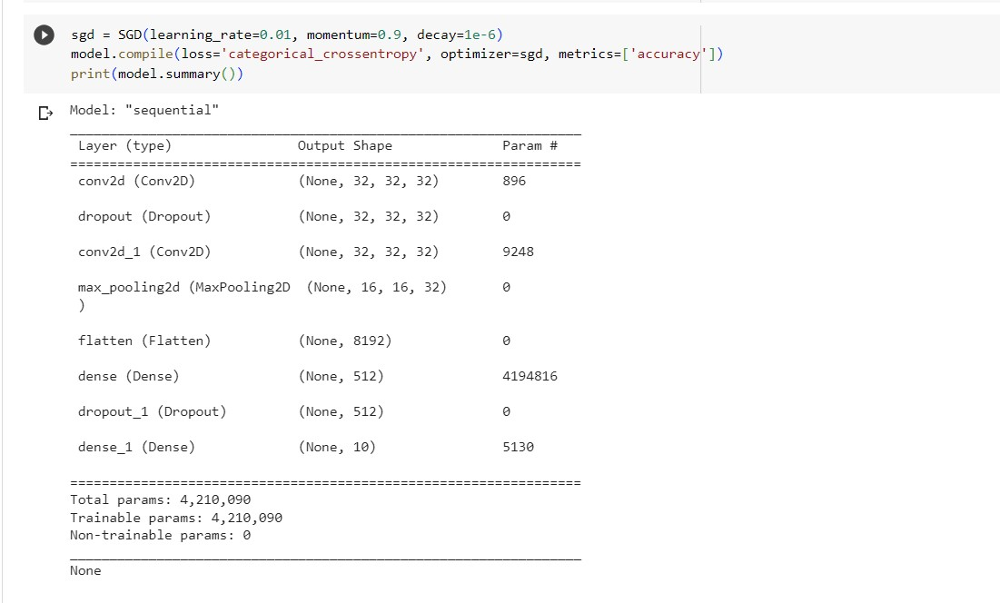 sgd = SGD(learning_rate=0.01, momentum=0.9, decay=1e-6)
model.compile(loss='categorical_crossentropy', optimizer=sgd, metrics=['accuracy'])
print(model.summary())
Model: "sequential"
_________________________________________________________________
Layer (type) Output Shape Param #
=================================================================
conv2d (Conv2D) (None, 32, 32, 32) 896
dropout (Dropout) (None, 32, 32, 32) 0
conv2d_1 (Conv2D) (None, 32, 32, 32) 9248
max_pooling2d (MaxPooling2D (None, 16, 16, 32) 0
)
flatten (Flatten) (None, 8192) 0
dense (Dense) (None, 512) 4194816
dropout_1 (Dropout) (None, 512) 0
dense_1 (Dense) (None, 10) 5130
=================================================================
Total params: 4,210,090
Trainable params: 4,210,090
Non-trainable params: 0
_________________________________________________________________
None